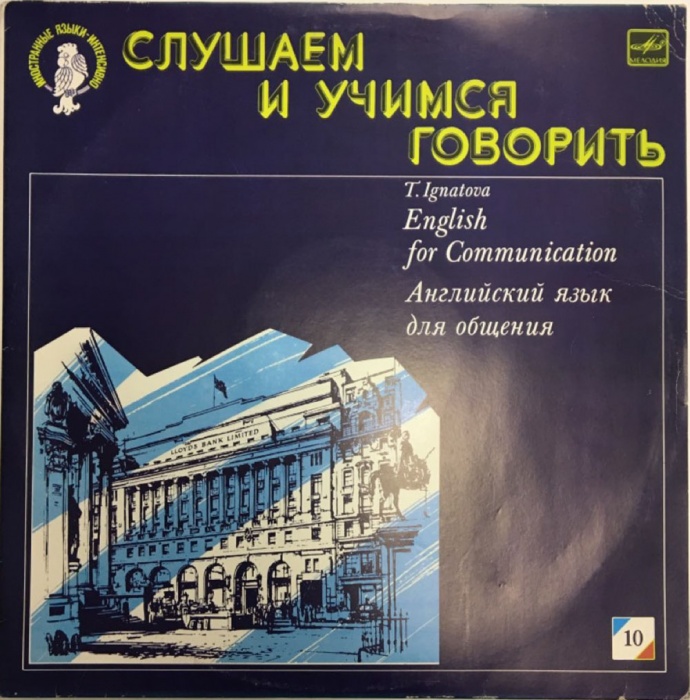 ИНОСТРАННЫЕ ЯЗЫКИ-ИНТЕНСИВНО
СЛУШАЕМ
И УЧИМСЯ
ГОВОРИТЬ
МЕЛОДИЯ
T. Ignatova
English
for Communication
Английский язык
для общения
LLOYDS BANK LIMITED
10